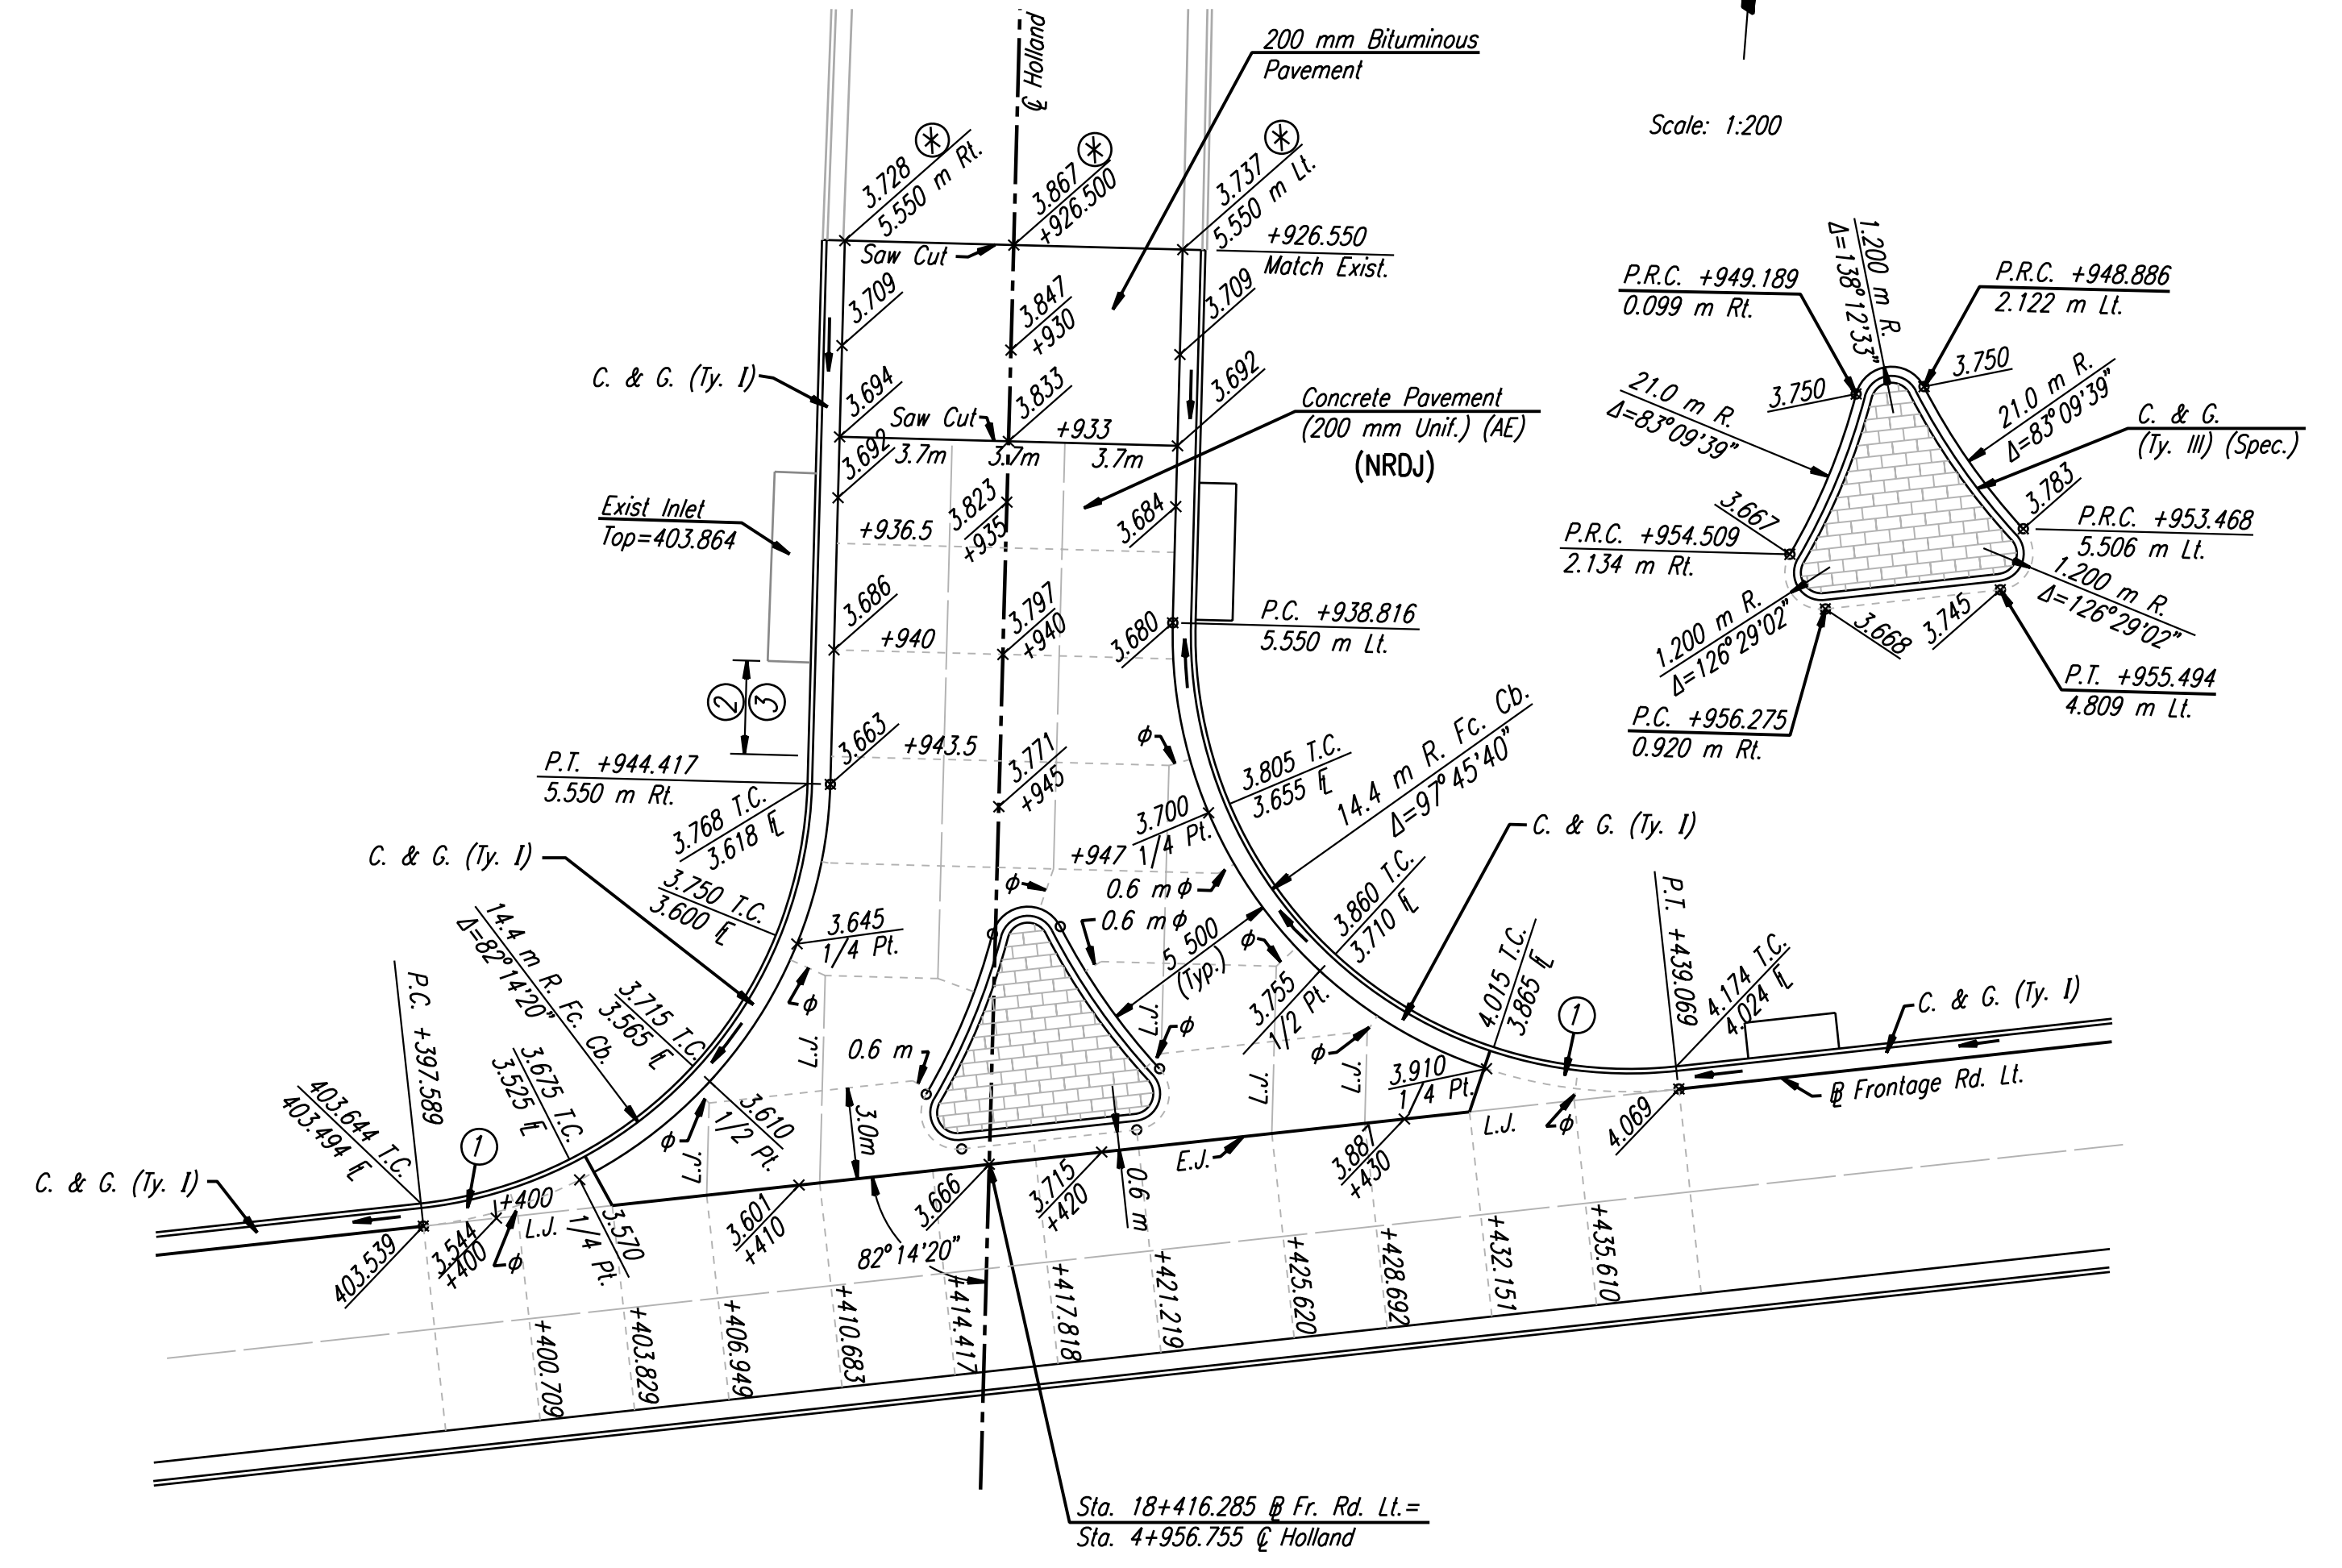 ℄ Holland
200 mm Bituminous
Pavement
Scale: 1:200
3.728
5.550 m Rt.
3.867
+926.500
3.737
5.550 m Lt.
+926.550
Match Exist.
Saw Cut
3.709
3.847
+930
3.709
C. & G. (Ty. I)
3.694
Saw Cut
3.833
+933
3.692
Concrete Pavement
(200 mm Unif.) (AE)
(NRDJ)
3.692
3.7m
3.7m
3.7m
Exist Inlet
Top=403.864
+936.5
3.823
+935
3.684
3.686
+940
3.797
+940
3.680
P.C. +938.816
5.550 m Lt.
2
3
P.T. +944.417
5.550 m Rt.
3.663
+943.5
3.771
+945
ϕ
3.805 T.C.
3.655 ℄
14.4 m R. Fc. Cb.
Δ=97°45'40"
3.768 T.C.
3.618 ℄
3.700
1/4 Pt.
+947
C. & G. (Ty. I)
C. & G. (Ty. I)
3.750 T.C.
3.600 ℄
ϕ
0.6 m ϕ
0.6 m ϕ
3.860 T.C.
3.710 ℄
3.645
1/4 Pt.
14.4 m R. Fc. Cb.
Δ=82°14'20"
5 500
(Typ.)
ϕ
3.755
1/2 Pt.
4.015 T.C.
3.865 ℄
P.T. +439.069
4.174 T.C.
4.024 ℄
C. & G. (Ty. I)
P.C. +397.589
3.715 T.C.
3.565 ℄
ϕ
L.J.
0.6 m
L.J.
ϕ
ϕ
L.J.
L.J.
1
3.910
1/4 Pt.
℄ Frontage Rd. Lt.
403.644 T.C.
403.494 ℄
3.675 T.C.
3.525 ℄
1
ϕ
L.J.
3.610
1/2 Pt.
3.0m
L.J.
ϕ
4.069
C. & G. (Ty. I)
+400
L.J.
3.570
1/4 Pt.
403.539
3.544
+400
ϕ
3.601
+410
3.666
82°14'20"
3.715
+420
0.6 m
E.J.
3.887
+430
+400.709
+403.829
+406.949
+410.683
+414.417
+417.818
+421.219
+425.620
+428.692
+432.151
+435.610
Sta. 18+416.285 ℄ Fr. Rd. Lt.=
Sta. 4+956.755 ℄ Holland
P.R.C. +949.189
0.099 m Rt.
1.200 m R.
Δ=138°12'33"
P.R.C. +948.886
2.122 m Lt.
3.750
3.750
21.0 m R.
Δ=83°09'39"
21.0 m R.
Δ=83°09'39"
C. & G.
(Ty. III) (Spec.)
3.667
3.783
P.R.C. +954.509
2.134 m Rt.
P.R.C. +953.468
5.506 m Lt.
1.200 m R.
Δ=126°29'02"
1.200 m R.
Δ=126°29'02"
3.668
3.745
P.C. +956.275
0.920 m Rt.
P.T. +955.494
4.809 m Lt.